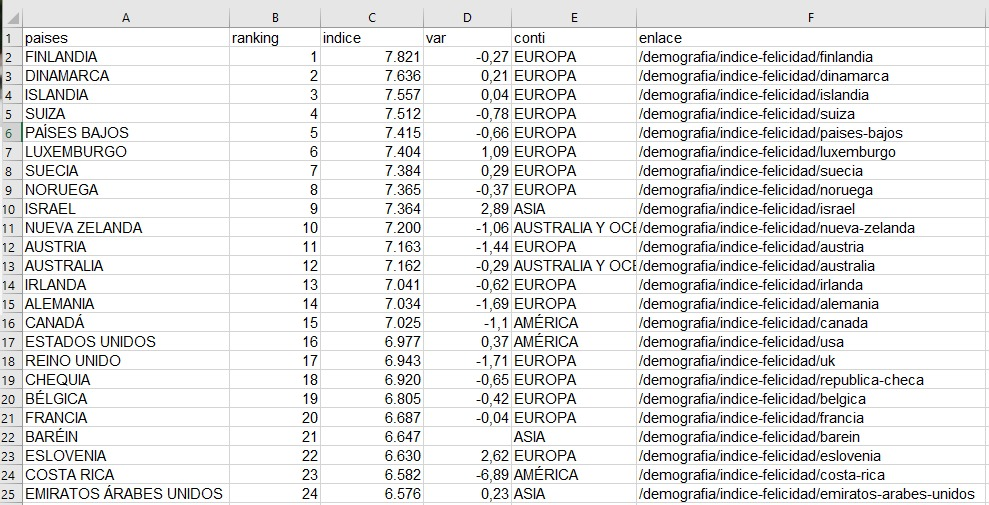 A B C D E F
1 paises ranking indice var conti enlace
2 FINLANDIA 1 7.821 -0,27 EUROPA /demografia/indice-felicidad/finlandia
3 DINAMARCA 2 7.636 0,21 EUROPA /demografia/indice-felicidad/dinamarca
4 ISLANDIA 3 7.557 0,04 EUROPA /demografia/indice-felicidad/islandia
5 SUIZA 4 7.512 -0,78 EUROPA /demografia/indice-felicidad/suiza
6 PAÍSES BAJOS 5 7.415 -0,66 EUROPA /demografia/indice-felicidad/paises-bajos
7 LUXEMBURGO 6 7.404 1,09 EUROPA /demografia/indice-felicidad/luxemburgo
8 SUECIA 7 7.384 0,29 EUROPA /demografia/indice-felicidad/suecia
9 NORUEGA 8 7.365 -0,37 EUROPA /demografia/indice-felicidad/noruega
10 ISRAEL 9 7.364 2,89 ASIA /demografia/indice-felicidad/israel
11 NUEVA ZELANDA 10 7.200 -1,06 AUSTRALIA Y OCE /demografia/indice-felicidad/nueva-zelanda
12 AUSTRIA 11 7.163 -1,44 EUROPA /demografia/indice-felicidad/austria
13 AUSTRALIA 12 7.162 -0,29 AUSTRALIA Y OCE /demografia/indice-felicidad/australia
14 IRLANDA 13 7.041 -0,62 EUROPA /demografia/indice-felicidad/irlanda
15 ALEMANIA 14 7.034 -1,69 EUROPA /demografia/indice-felicidad/alemania
16 CANADÁ 15 7.025 -1,1 AMÉRICA /demografia/indice-felicidad/canada
17 ESTADOS UNIDOS 16 6.977 0,37 AMÉRICA /demografia/indice-felicidad/usa
18 REINO UNIDO 17 6.943 -1,71 EUROPA /demografia/indice-felicidad/uk
19 CHEQUIA 18 6.920 -0,65 EUROPA /demografia/indice-felicidad/republica-checa
20 BÉLGICA 19 6.805 -0,42 EUROPA /demografia/indice-felicidad/belgica
21 FRANCIA 20 6.687 -0,04 EUROPA /demografia/indice-felicidad/francia
22 BARÉIN 21 6.647 ASIA /demografia/indice-felicidad/barein
23 ESLOVENIA 22 6.630 2,62 EUROPA /demografia/indice-felicidad/eslovenia
24 COSTA RICA 23 6.582 -6,89 AMÉRICA /demografia/indice-felicidad/costa-rica
25 EMIRATOS ÁRABES UNIDOS 24 6.576 0,23 ASIA /demografia/indice-felicidad/emiratos-arabes-unidos